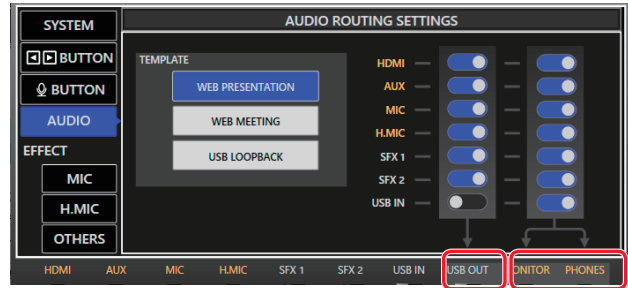 SYSTEM
AUDIO ROUTING SETTINGS
BUTTON
BUTTON
AUDIO
EFFECT
MIC
H.MIC
OTHERS
TEMPLATE
WEB PRESENTATION
WEB MEETING
USB LOOPBACK
HDMI
AUX
MIC
H.MIC
SFX 1
SFX 2
USB IN
HDMI AUX MIC H.MIC SFX 1 SFX 2 USB IN USB OUT ONITOR PHONES